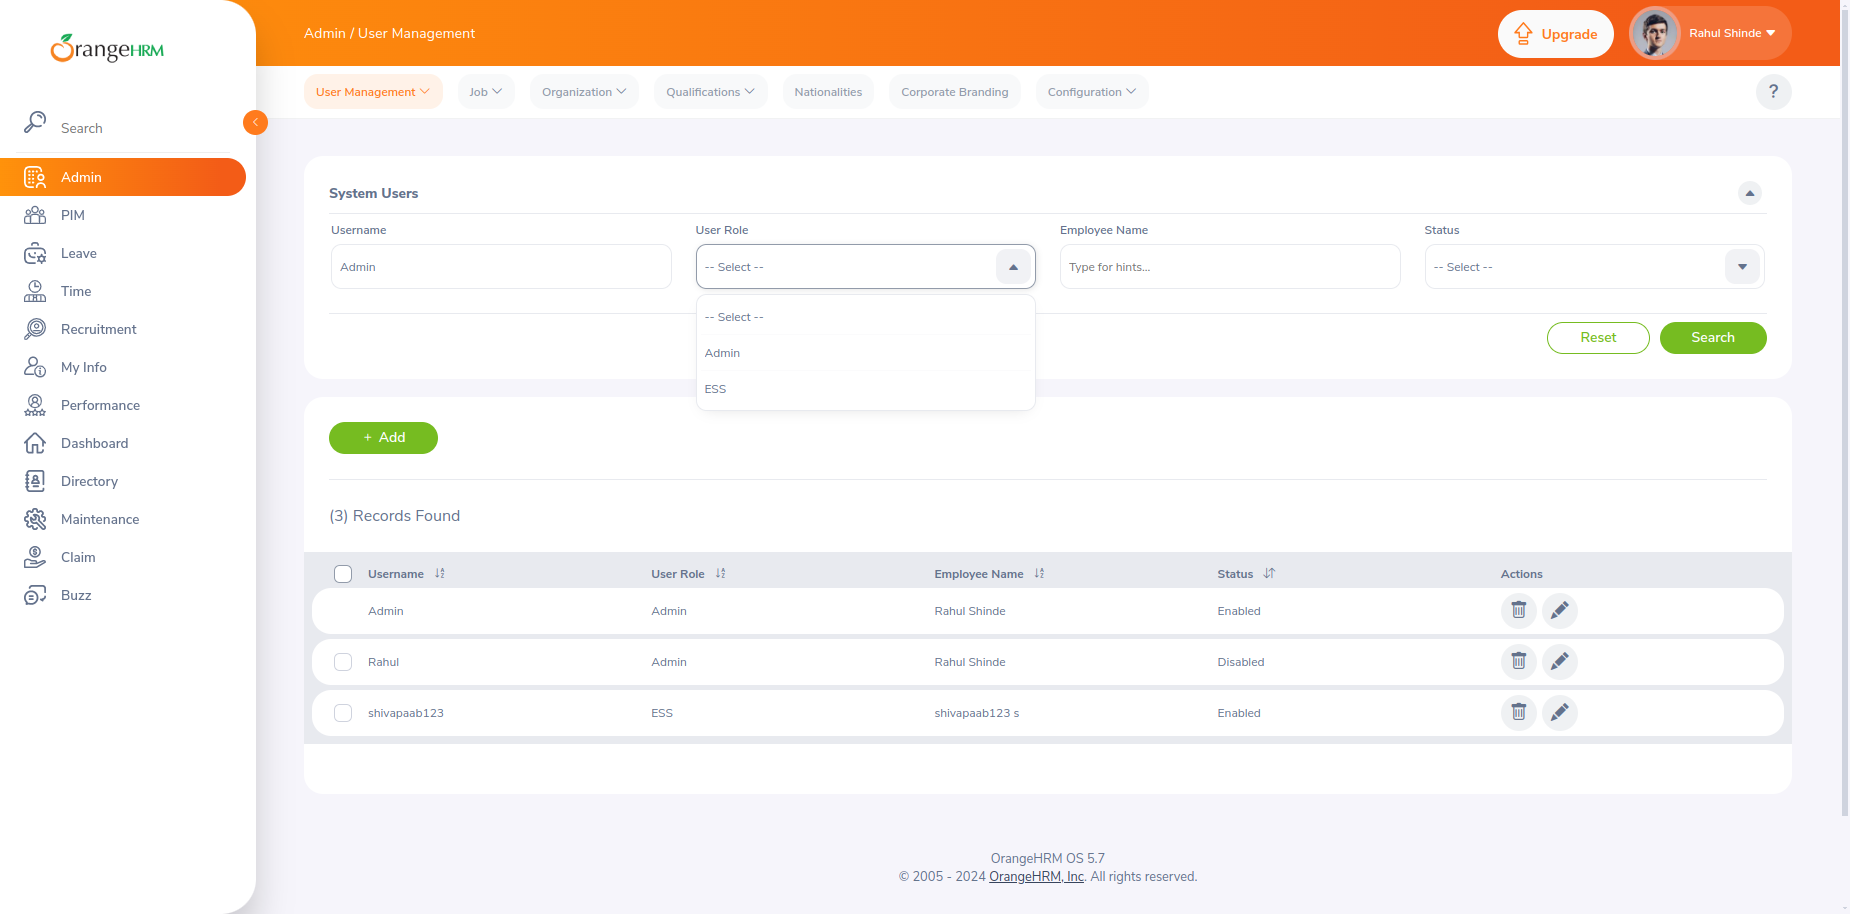 OrangeHRM
Admin / User Management
Upgrade
Rahul Shinde
User Management
Job
Organization
Qualifications
Nationalities
Corporate Branding
Configuration
?
Search
Admin
PIM
Leave
Time
Recruitment
My Info
Performance
Dashboard
Directory
Maintenance
Claim
Buzz
System Users
Username
User Role
Employee Name
Status
Admin
-- Select --
Type for hints...
-- Select --
-- Select --
Admin
ESS
Reset
Search
+ Add
(3) Records Found
Username
User Role
Employee Name
Status
Actions
Admin
Admin
Rahul Shinde
Enabled
Rahul
Admin
Rahul Shinde
Disabled
shivapaab123
ESS
shivapaab123 s
Enabled
OrangeHRM OS 5.7
© 2005 - 2024 OrangeHRM, Inc. All rights reserved.